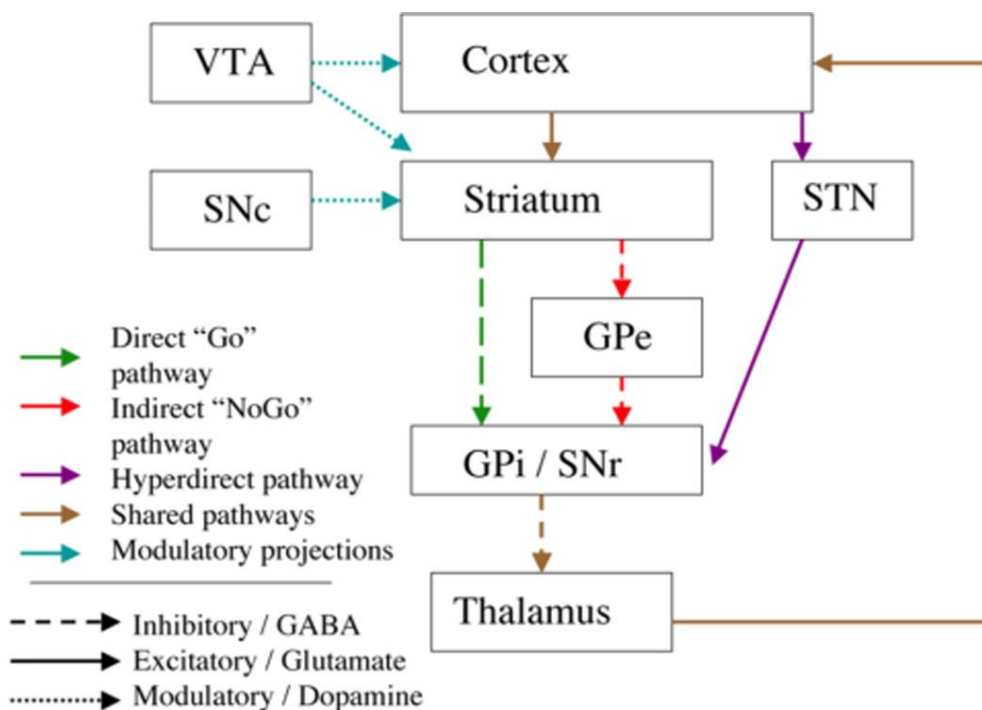 VTA
Cortex
SNc
Striatum
STN
GPe
GPi / SNr
Thalamus
Direct “Go”
pathway
Indirect “NoGo”
pathway
Hyperdirect pathway
Shared pathways
Modulatory projections
Inhibitory / GABA
Excitatory / Glutamate
Modulatory / Dopamine